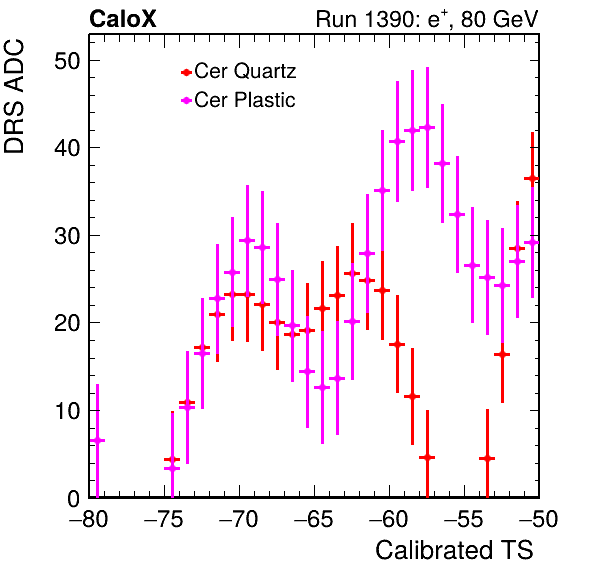 CaloX Run 1390: e⁺, 80 GeV
DRS ADC
Cer Quartz
Cer Plastic
50
40
30
20
10
0
−80 −75 −70 −65 −60 −55 −50
Calibrated TS